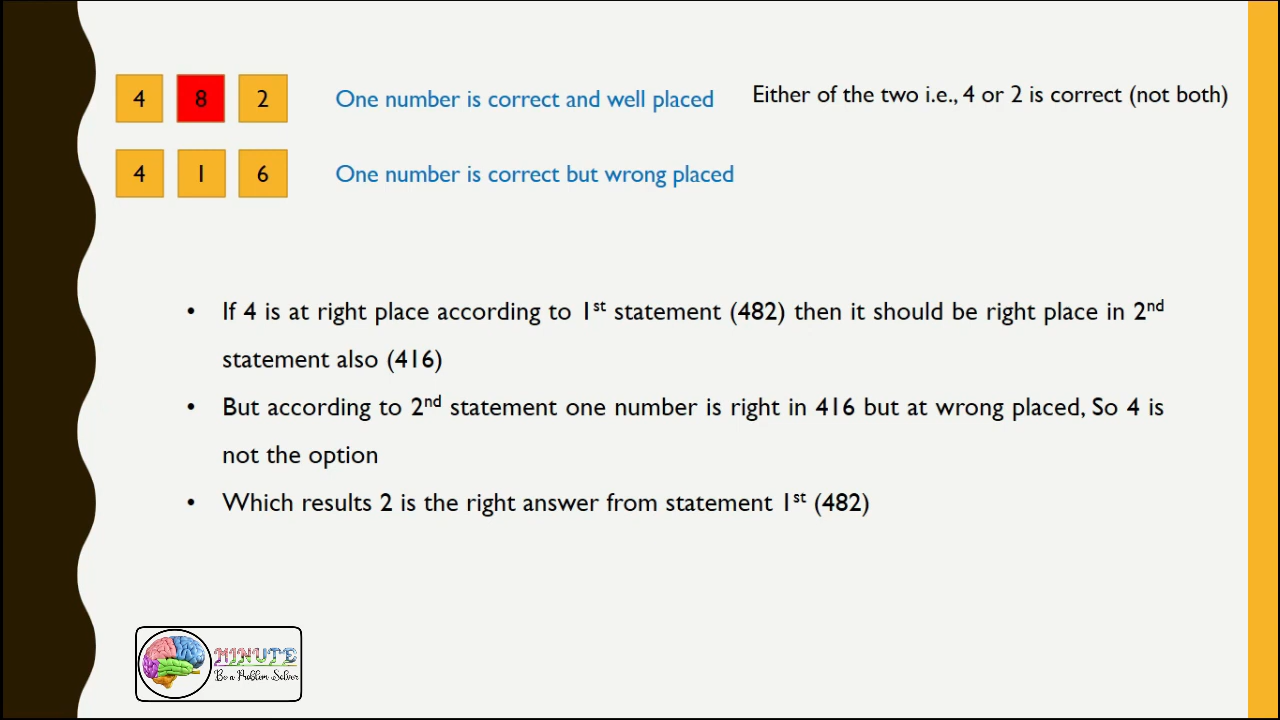 4 8 2 One number is correct and well placed Either of the two i.e., 4 or 2 is correct (not both)
4 1 6 One number is correct but wrong placed
• If 4 is at right place according to 1st statement (482) then it should be right place in 2nd
statement also (416)
• But according to 2nd statement one number is right in 416 but at wrong placed, So 4 is
not the option
• Which results 2 is the right answer from statement 1st (482)
MINUTE
Be a Problem Solver